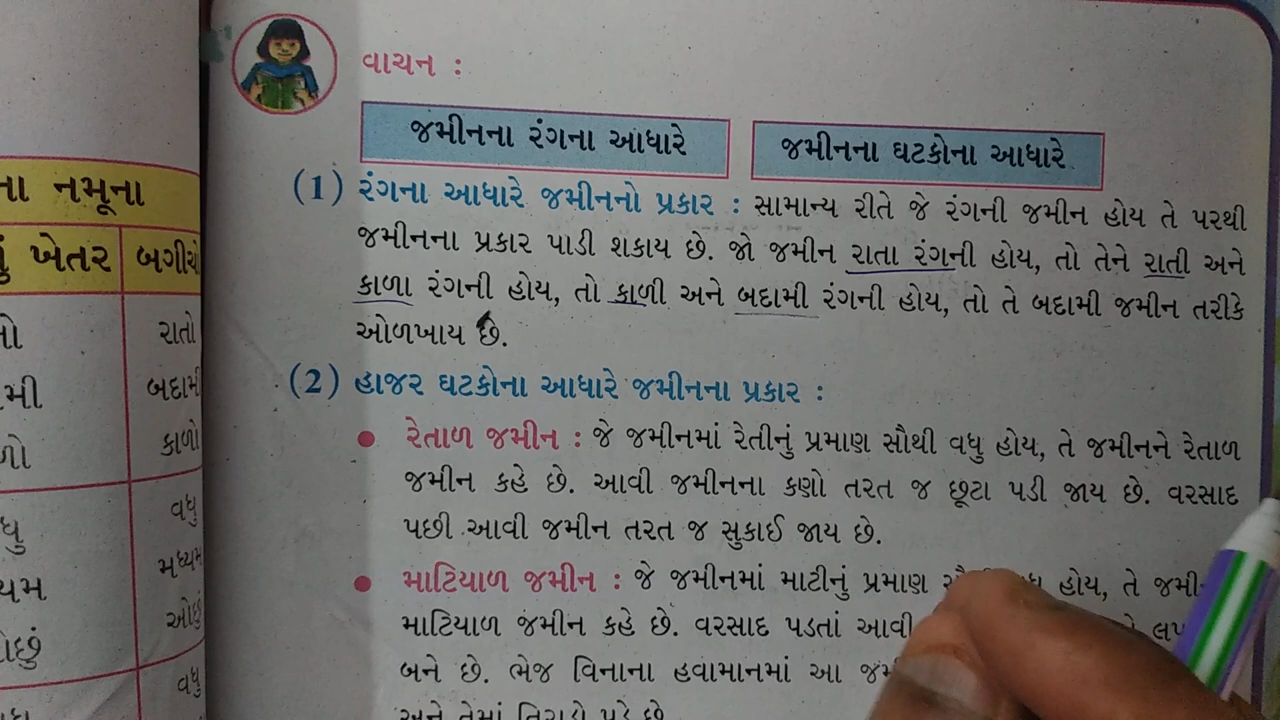 વાચન :
જમીનના રંગના આધારે
જમીનના ઘટકોના આધારે
(1) રંગના આધારે જમીનનો પ્રકાર : સામાન્ય રીતે જે રંગની જમીન હોય તે પરથી
જમીનના પ્રકાર પાડી શકાય છે. જો જમીન રાતા રંગની હોય, તો તેને રાતી અને
કાળા રંગની હોય, તો કાળી અને બદામી રંગની હોય, તો તે બદામી જમીન તરીકે
ઓળખાય છે.
(2) હાજર ઘટકોના આધારે જમીનના પ્રકાર :
● રેતાળ જમીન : જે જમીનમાં રેતીનું પ્રમાણ સૌથી વધુ હોય, તે જમીનને રેતાળ
જમીન કહે છે. આવી જમીનના કણો તરત જ છૂટા પડી જાય છે. વરસાદ
પછી આવી જમીન તરત જ સુકાઈ જાય છે.
● માટિયાળ જમીન : જે જમીનમાં માટીનું પ્રમાણ હોય, તે
માટિયાળ જમીન કહે છે. વરસાદ પડતાં આવી
બને છે. ભેજ વિનાના હવામાનમાં આ
અને તેમાં તિરાડો પડે છે.
નમૂના
ખેતર બગીચો
રાતો
બદામી
કાળો
વધુ
મધ્યમ
ઓછું
વધુ